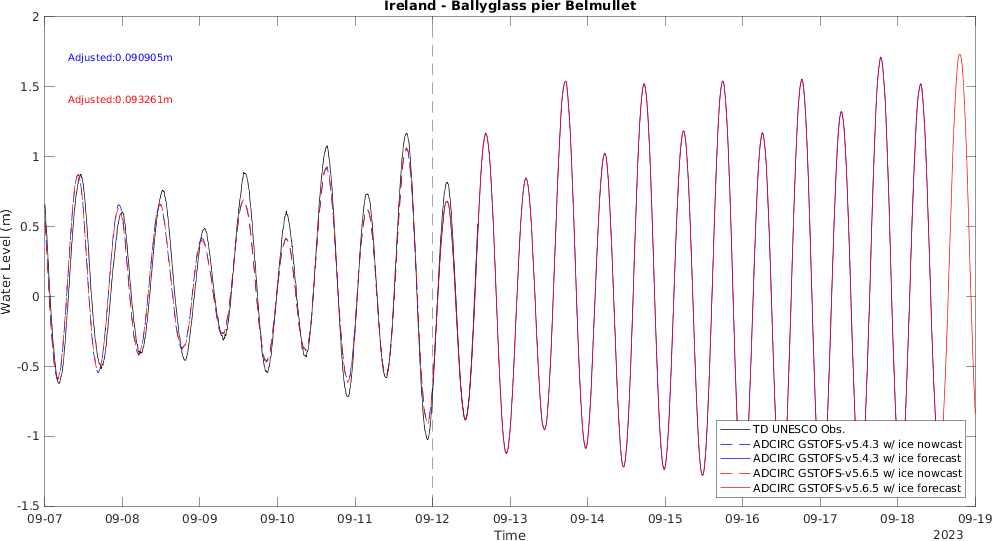 Ireland - Ballyglass pier Belmullet
Adjusted:0.090905m
Adjusted:0.093261m
Water Level (m)
2
1.5
1
0.5
0
-0.5
-1
-1.5
TD UNESCO Obs.
ADCIRC GSTOFS-v5.4.3 w/ ice nowcast
ADCIRC GSTOFS-v5.4.3 w/ ice forecast
ADCIRC GSTOFS-v5.6.5 w/ ice nowcast
ADCIRC GSTOFS-v5.6.5 w/ ice forecast
09-07 09-08 09-09 09-10 09-11 09-12 09-13 09-14 09-15 09-16 09-17 09-18 09-19
Time
2023